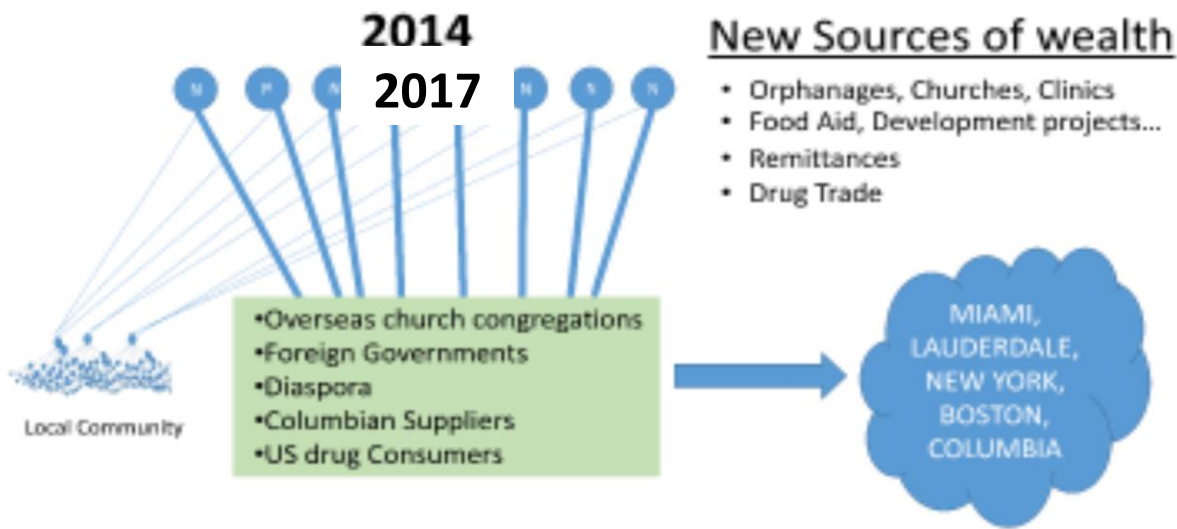 2014
2017
N P N N N N
New Sources of wealth
• Orphanages, Churches, Clinics
• Food Aid, Development projects...
• Remittances
• Drug Trade
•Overseas church congregations
•Foreign Governments
•Diaspora
•Columbian Suppliers
•US drug Consumers
Local Community
MIAMI,
LAUDERDALE,
NEW YORK,
BOSTON,
COLUMBIA